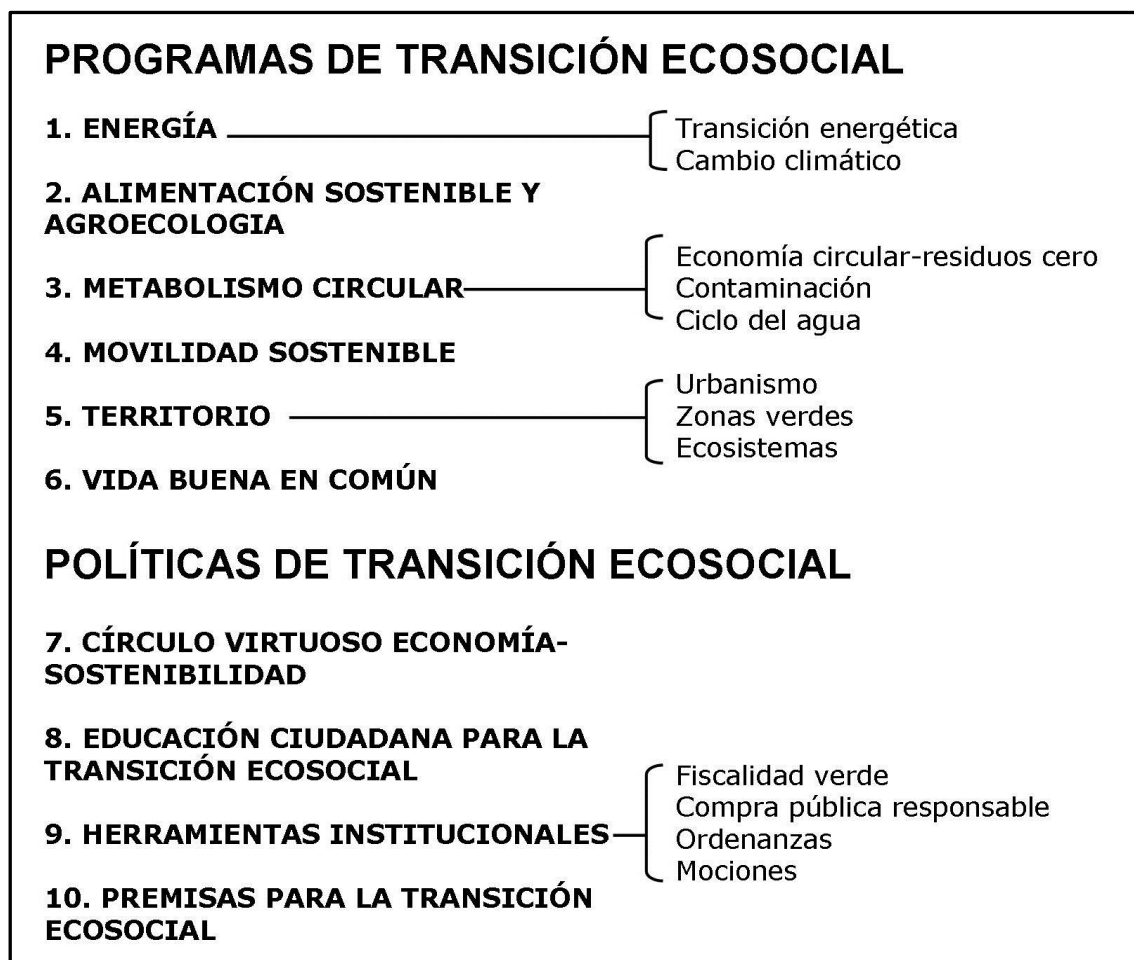 PROGRAMAS DE TRANSICIÓN ECOSOCIAL
1. ENERGÍA
Transición energética
Cambio climático
2. ALIMENTACIÓN SOSTENIBLE Y
AGROECOLOGIA
3. METABOLISMO CIRCULAR
Economía circular-residuos cero
Contaminación
Ciclo del agua
4. MOVILIDAD SOSTENIBLE
5. TERRITORIO
Urbanismo
Zonas verdes
Ecosistemas
6. VIDA BUENA EN COMÚN
POLÍTICAS DE TRANSICIÓN ECOSOCIAL
7. CÍRCULO VIRTUOSO ECONOMÍA-
SOSTENIBILIDAD
8. EDUCACIÓN CIUDADANA PARA LA
TRANSICIÓN ECOSOCIAL
9. HERRAMIENTAS INSTITUCIONALES
Fiscalidad verde
Compra pública responsable
Ordenanzas
Mociones
10. PREMISAS PARA LA TRANSICIÓN
ECOSOCIAL